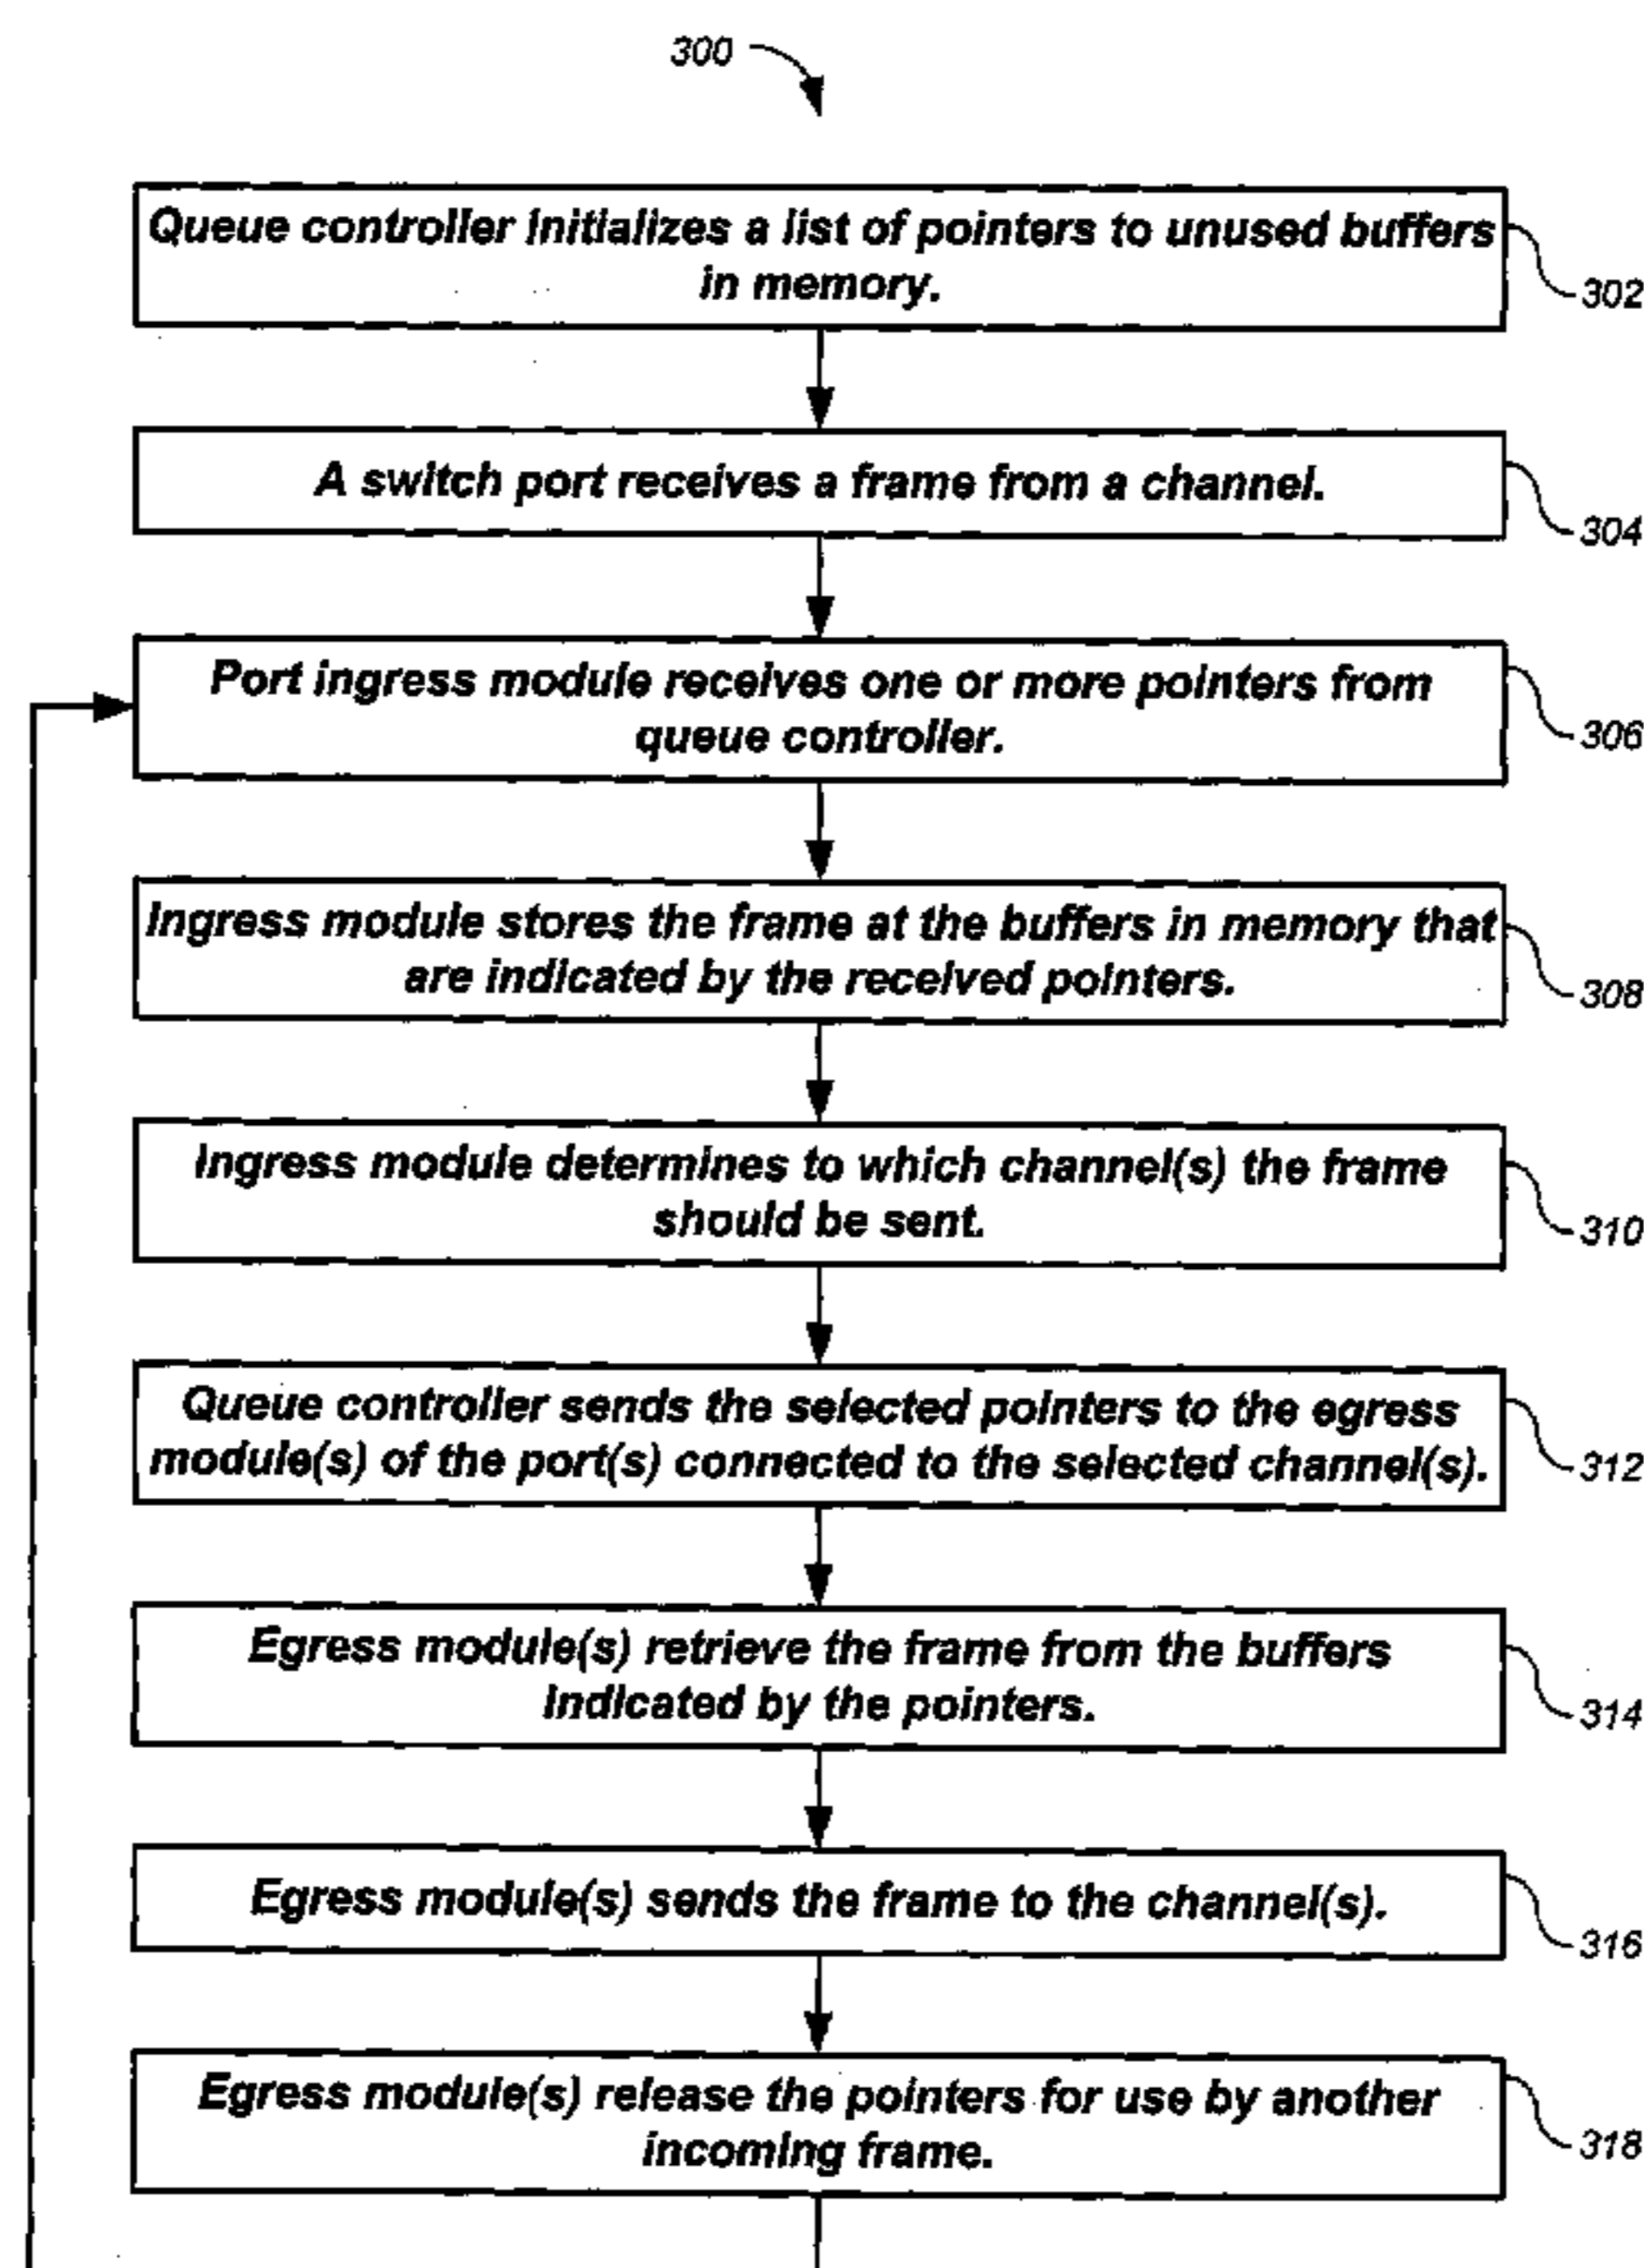 300
Queue controller initializes a list of pointers to unused buffers
in memory.
302
A switch port receives a frame from a channel.
304
Port ingress module receives one or more pointers from
queue controller.
306
Ingress module stores the frame at the buffers in memory that
are indicated by the received pointers.
308
Ingress module determines to which channel(s) the frame
should be sent.
310
Queue controller sends the selected pointers to the egress
module(s) of the port(s) connected to the selected channel(s).
312
Egress module(s) retrieve the frame from the buffers
indicated by the pointers.
314
Egress module(s) sends the frame to the channel(s).
316
Egress module(s) release the pointers for use by another
incoming frame.
318